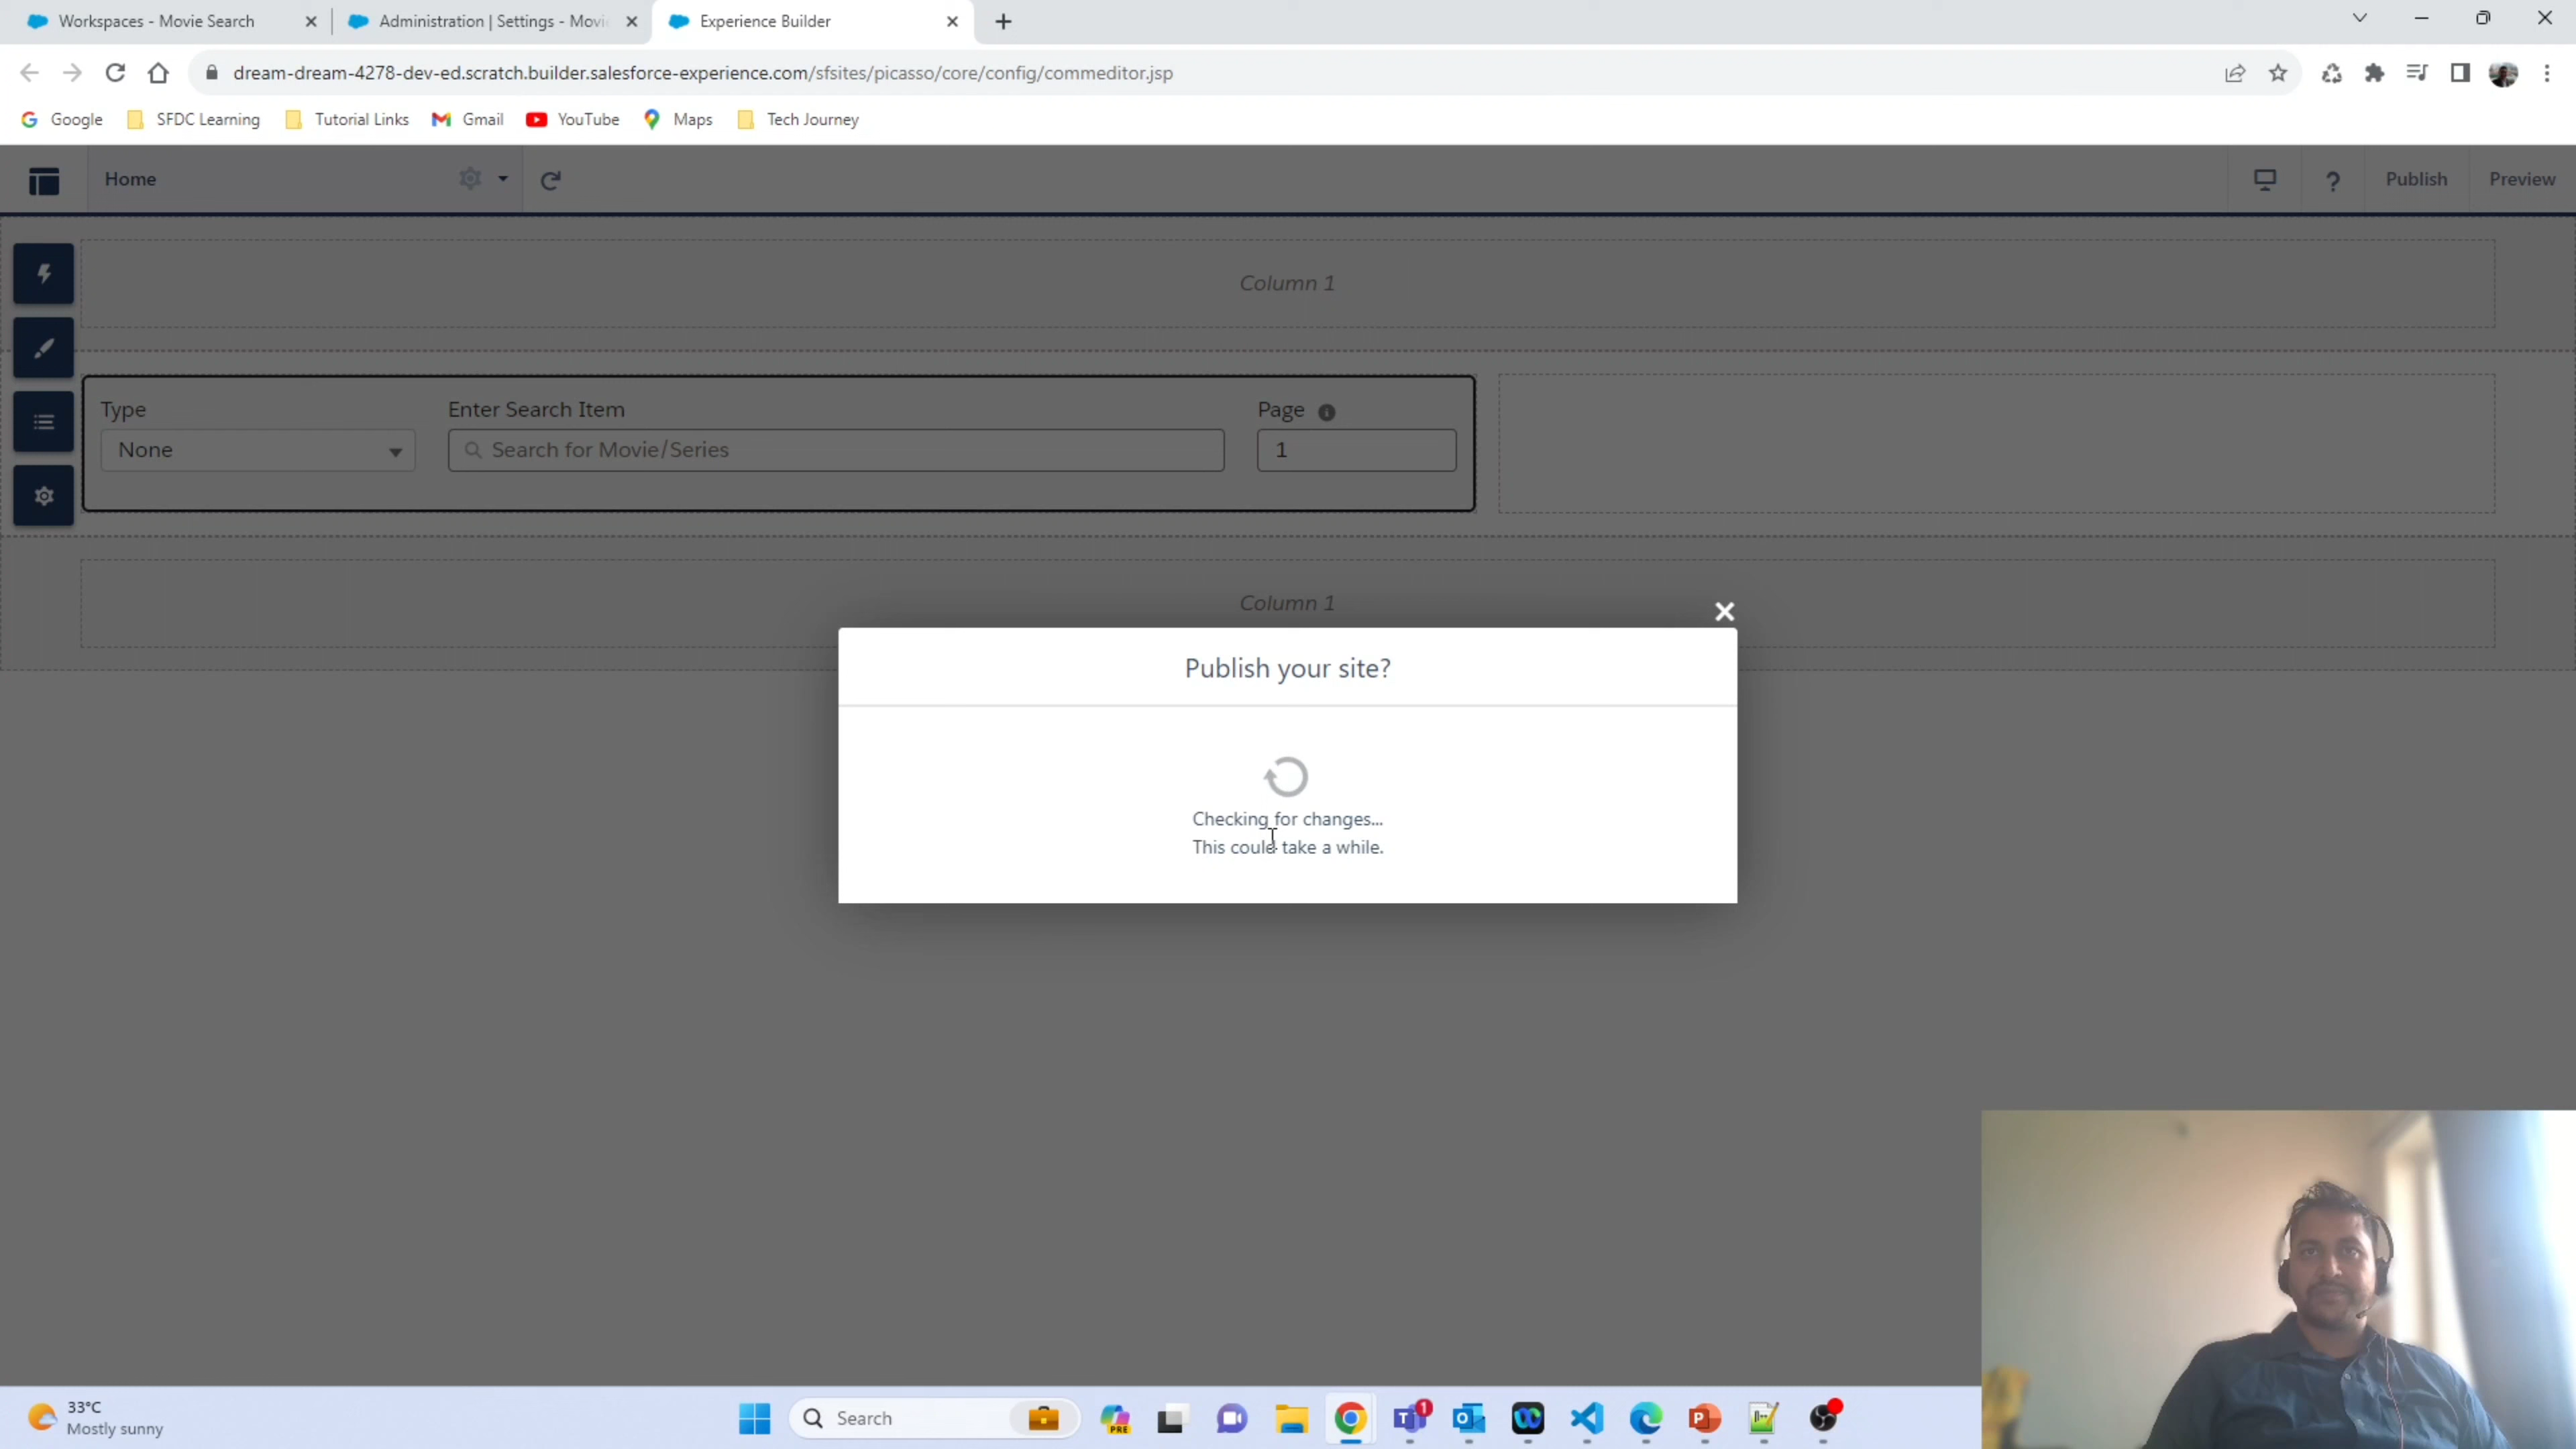 Workspaces - Movie Search
Administration | Settings - Movi
Experience Builder
dream-dream-4278-dev-ed.scratch.builder.salesforce-experience.com/sfsites/picasso/core/config/commeditor.jsp
Google
SFDC Learning
Tutorial Links
Gmail
YouTube
Maps
Tech Journey
Home
Publish
Preview
Column 1
Type
Enter Search Item
Page
None
Search for Movie/Series
1
Column 1
Publish your site?
Checking for changes...
This could take a while.
33°C
Mostly sunny
Search
PRE
1